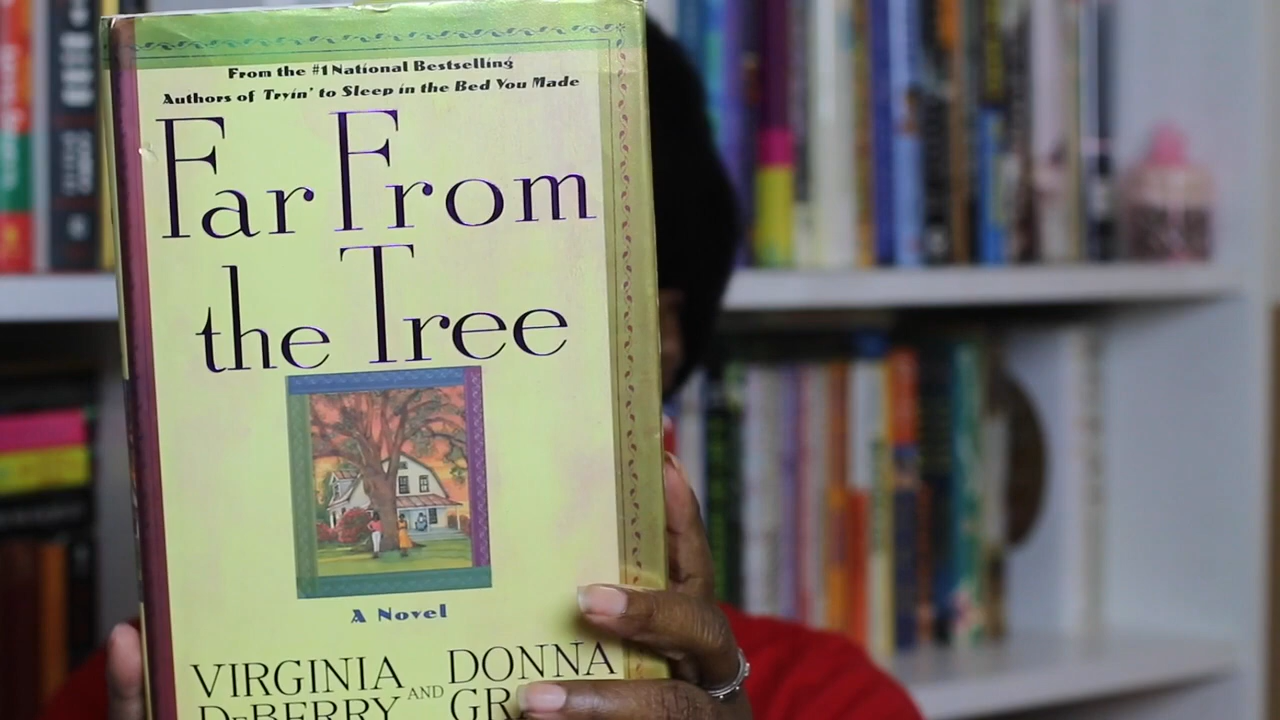 From the #1 National Bestselling
Authors of Tryin' to Sleep in the Bed You Made
Far From
the Tree
A Novel
VIRGINIA
DeBERRY
AND
DONNA